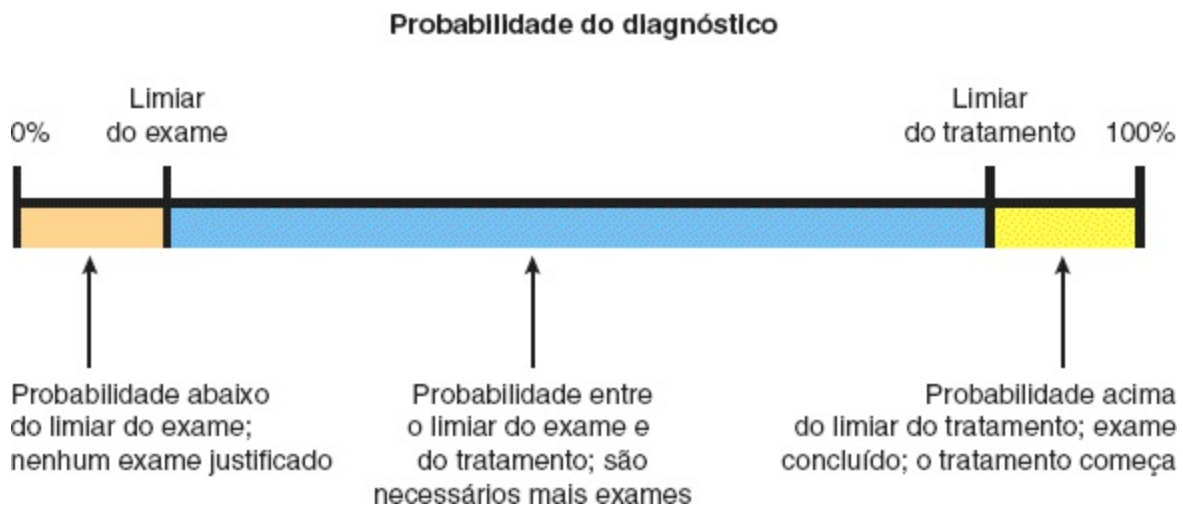 Probabilidade do diagnóstico
0%
Limiar
do exame
Limiar
do tratamento
100%
Probabilidade abaixo
do limiar do exame;
nenhum exame justificado
Probabilidade entre
o limiar do exame e
do tratamento; são
necessários mais exames
Probabilidade acima
do limiar do tratamento; exame
concluído; o tratamento começa